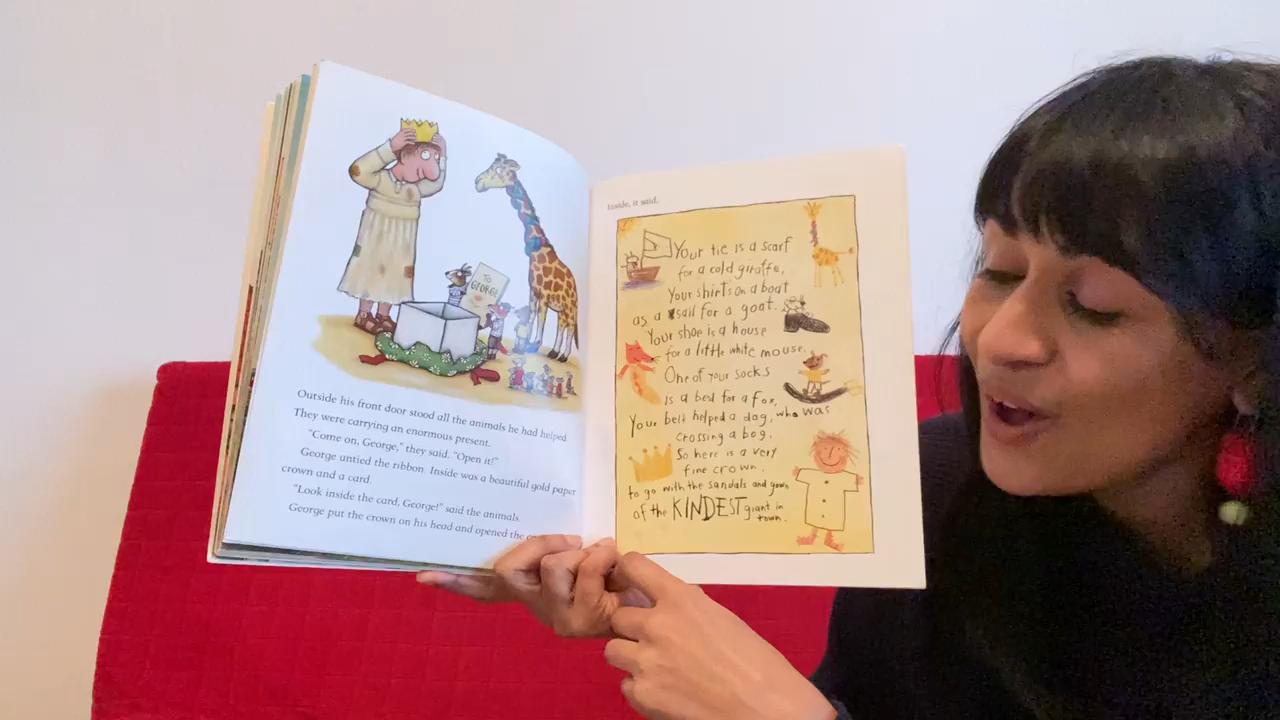 TO
GEORGE
Outside his front door stood all the animals he had helped.
They were carrying an enormous present.
"Come on, George," they said. "Open it!"
George untied the ribbon. Inside was a beautiful gold paper
crown and a card.
"Look inside the card, George!" said the animals.
George put the crown on his head and opened the
Inside, it said,
Your tie is a scarf
for a cold giraffe,
Your shirts on a boat
as a sail for a goat.
Your shoe is a house
for a little white mouse.
One of your socks
is a bed for a fox,
Your belt helped a dog, who was
crossing a bog.
So here is a very
fine crown.
to go with the sandals and gown
of the KINDEST giant in
town.